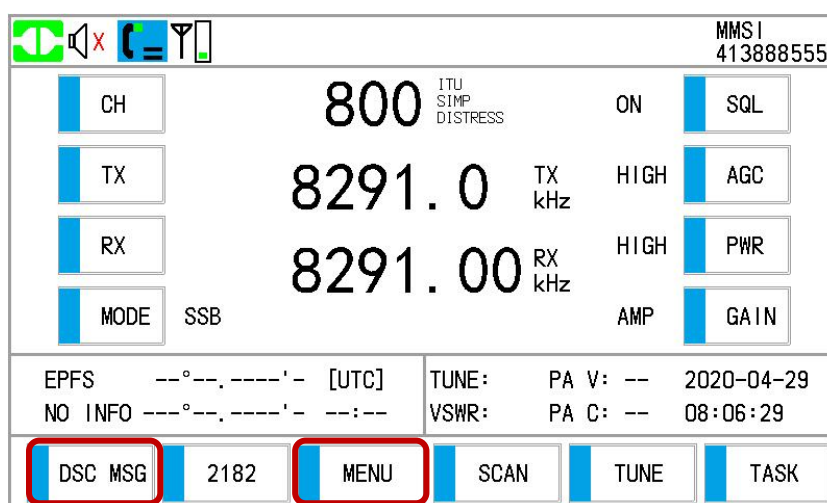 MMSI
413888555
CH 800 ITU SIMP DISTRESS ON SQL
TX 8291.0 TX kHz HIGH AGC
RX 8291.00 RX kHz HIGH PWR
MODE SSB AMP GAIN
EPFS --°--.----'- [UTC] TUNE: PA V: -- 2020-04-29
NO INFO ---°--.----'- --:-- VSWR: PA C: -- 08:06:29
DSC MSG 2182 MENU SCAN TUNE TASK